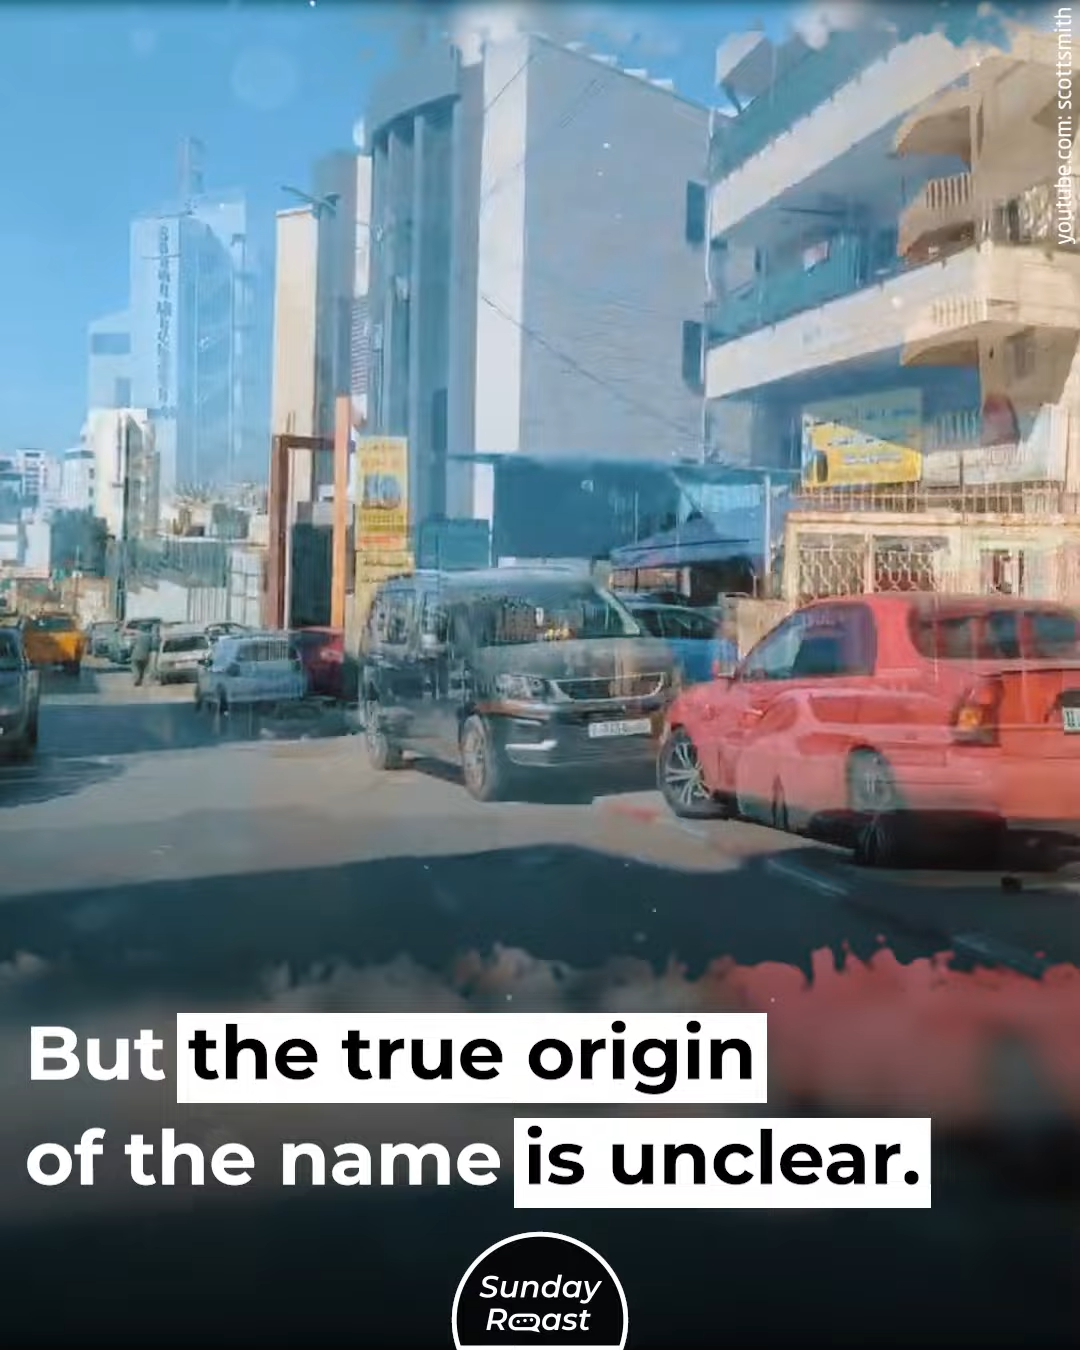 youtube.com: scottsmith
But the true origin
of the name is unclear.
Sunday
Roast